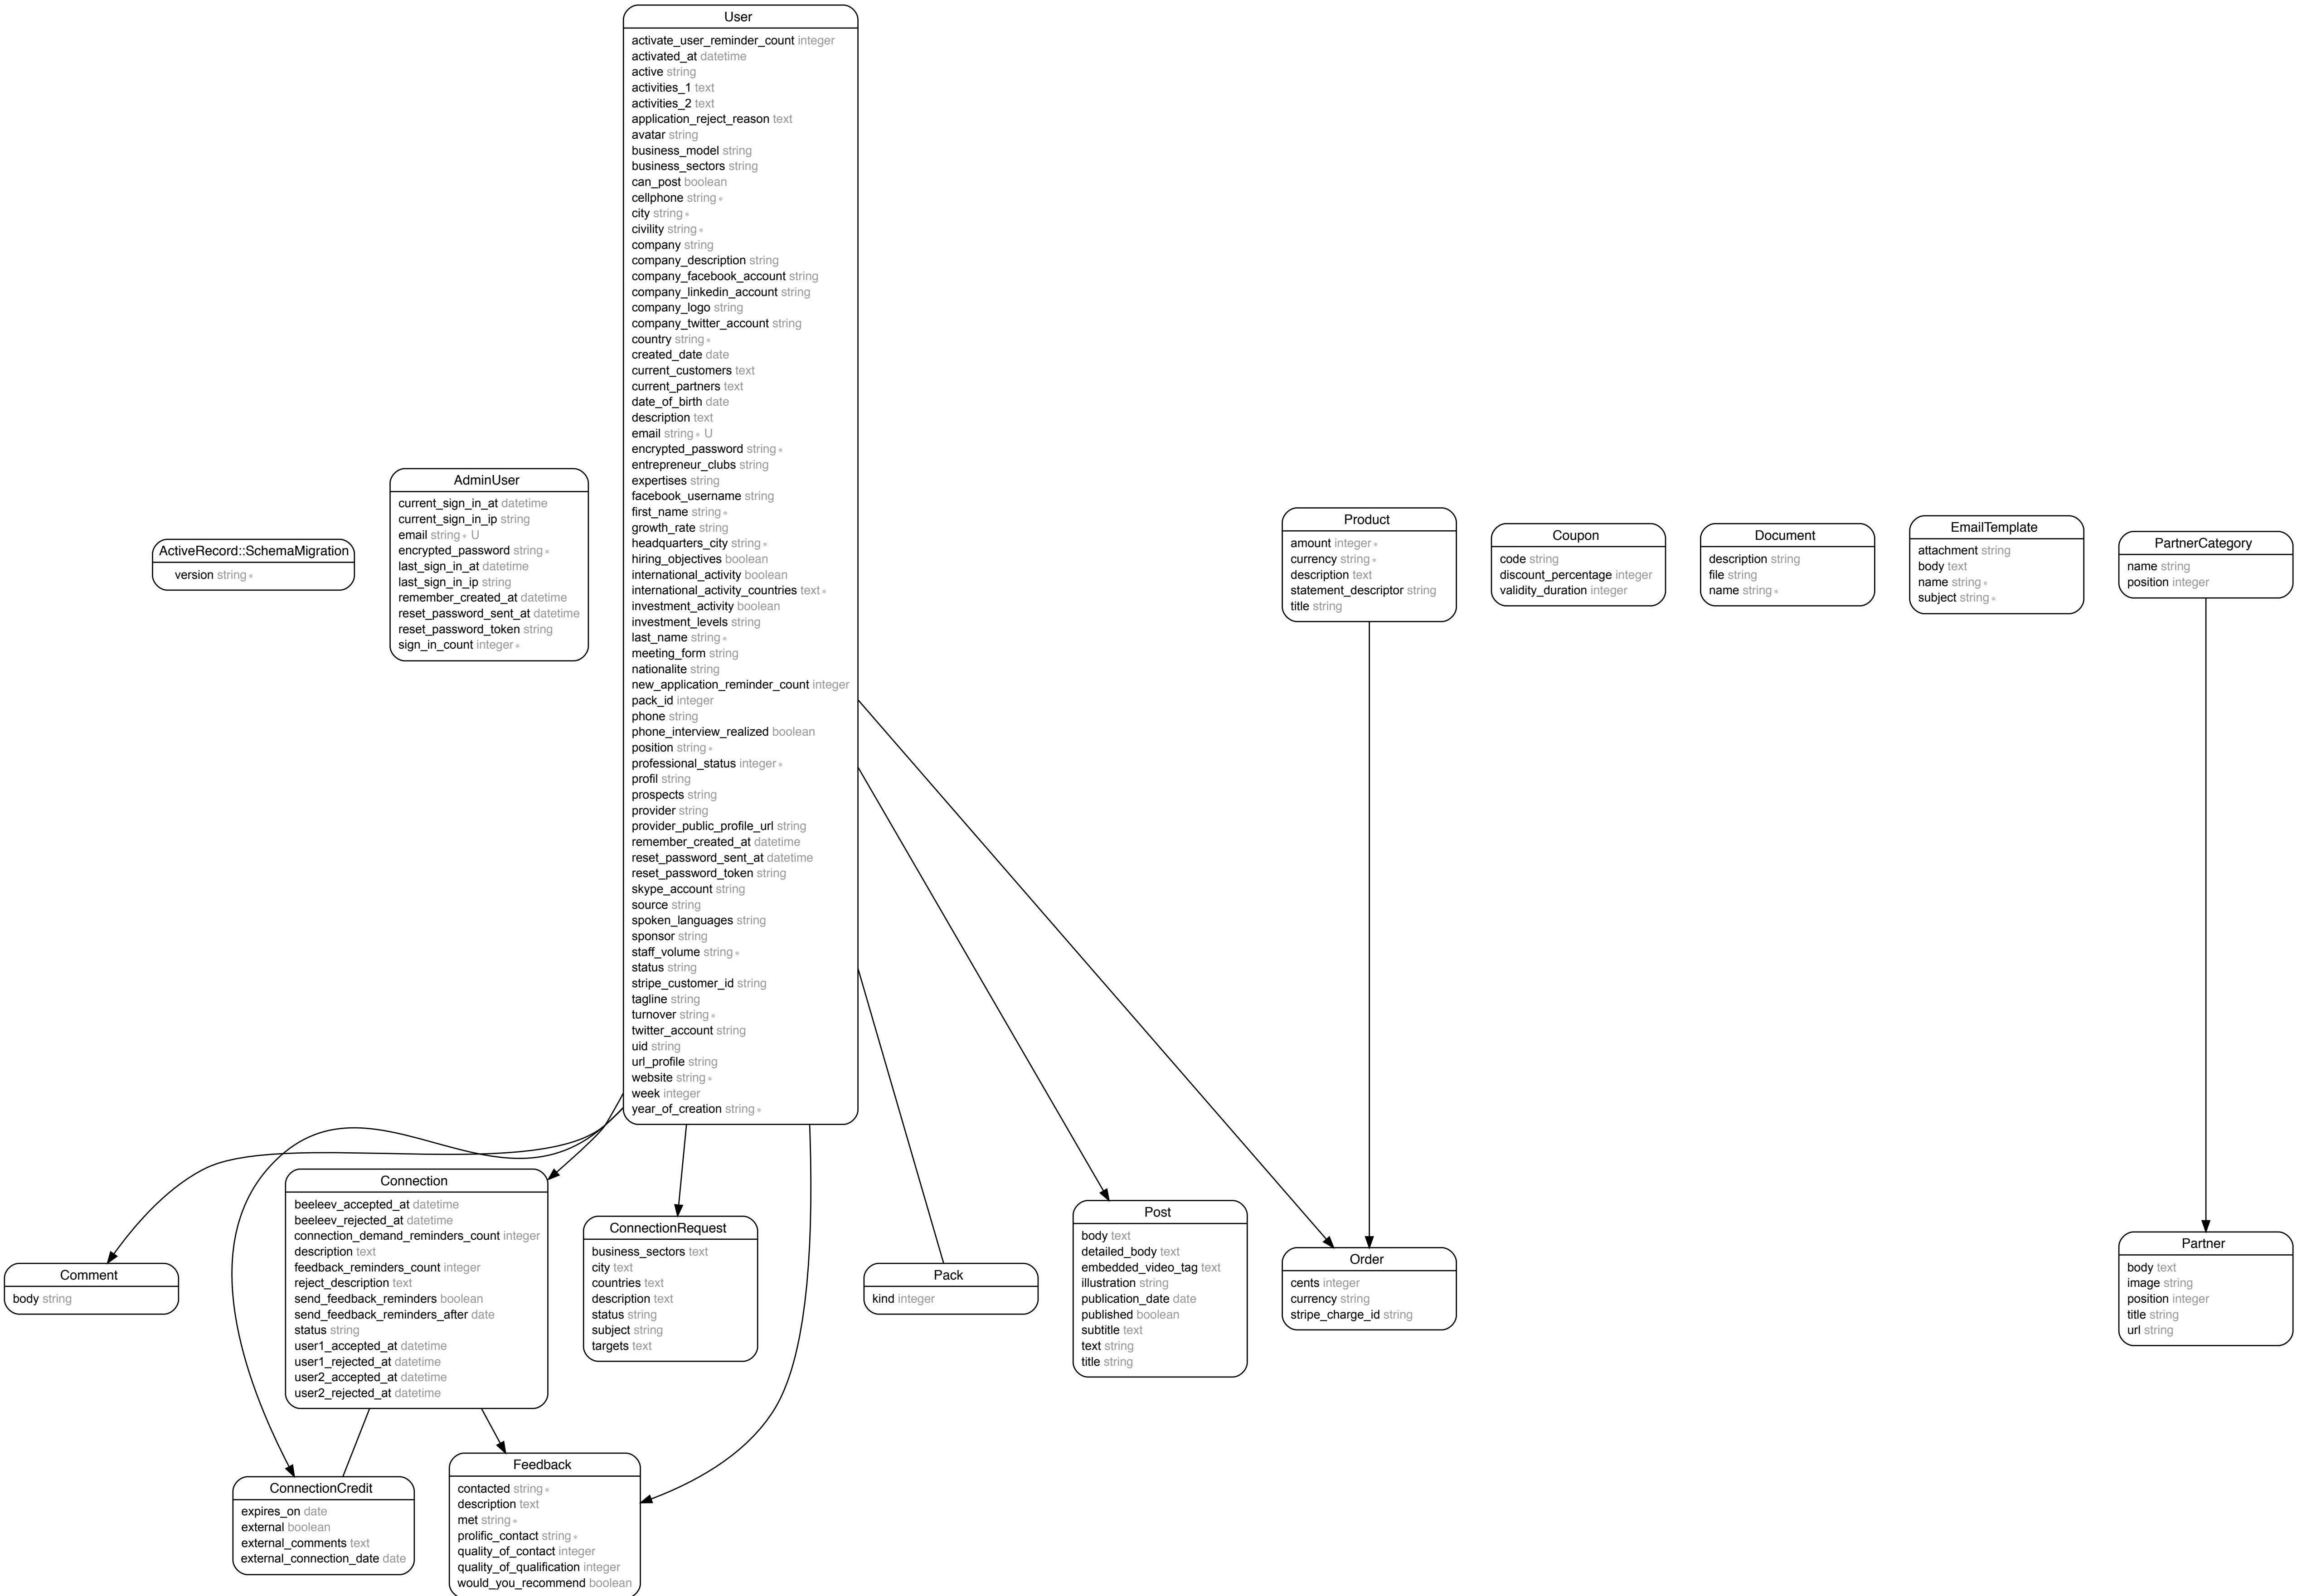 User
activate_user_reminder_count integer
activated_at datetime
active string
activities_1 text
activities_2 text
application_reject_reason text
avatar string
business_model string
business_sectors string
can_post boolean
cellphone string *
city string *
civility string *
company string
company_description string
company_facebook_account string
company_linkedin_account string
company_logo string
company_twitter_account string
country string *
created_date date
current_customers text
current_partners text
date_of_birth date
description text
email string * U
encrypted_password string *
entrepreneur_clubs string
expertises string
facebook_username string
first_name string *
growth_rate string
headquarters_city string *
hiring_objectives boolean
international_activity boolean
international_activity_countries text *
investment_activity boolean
investment_levels string
last_name string *
meeting_form string
nationalite string
new_application_reminder_count integer
pack_id integer
phone string
phone_interview_realized boolean
position string *
professional_status integer *
profil string
prospects string
provider string
provider_public_profile_url string
remember_created_at datetime
reset_password_sent_at datetime
reset_password_token string
skype_account string
source string
spoken_languages string
sponsor string
staff_volume string *
status string
stripe_customer_id string
tagline string
turnover string *
twitter_account string
uid string
url_profile string
website string *
week integer
year_of_creation string *
ActiveRecord::SchemaMigration
version string *
AdminUser
current_sign_in_at datetime
current_sign_in_ip string
email string * U
encrypted_password string *
last_sign_in_at datetime
last_sign_in_ip string
remember_created_at datetime
reset_password_sent_at datetime
reset_password_token string
sign_in_count integer *
Product
amount integer *
currency string *
description text
statement_descriptor string
title string
Coupon
code string
discount_percentage integer
validity_duration integer
Document
description string
file string
name string *
EmailTemplate
attachment string
body text
name string *
subject string *
PartnerCategory
name string
position integer
Comment
body string
Connection
beeleev_accepted_at datetime
beeleev_rejected_at datetime
connection_demand_reminders_count integer
description text
feedback_reminders_count integer
reject_description text
send_feedback_reminders boolean
send_feedback_reminders_after date
status string
user1_accepted_at datetime
user1_rejected_at datetime
user2_accepted_at datetime
user2_rejected_at datetime
ConnectionRequest
business_sectors text
city text
countries text
description text
status string
subject string
targets text
Pack
kind integer
Post
body text
detailed_body text
embedded_video_tag text
illustration string
publication_date date
published boolean
subtitle text
text string
title string
Order
cents integer
currency string
stripe_charge_id string
Partner
body text
image string
position integer
title string
url string
ConnectionCredit
expires_on date
external boolean
external_comments text
external_connection_date date
Feedback
contacted string *
description text
met string *
prolific_contact string *
quality_of_contact integer
quality_of_qualification integer
would_you_recommend boolean